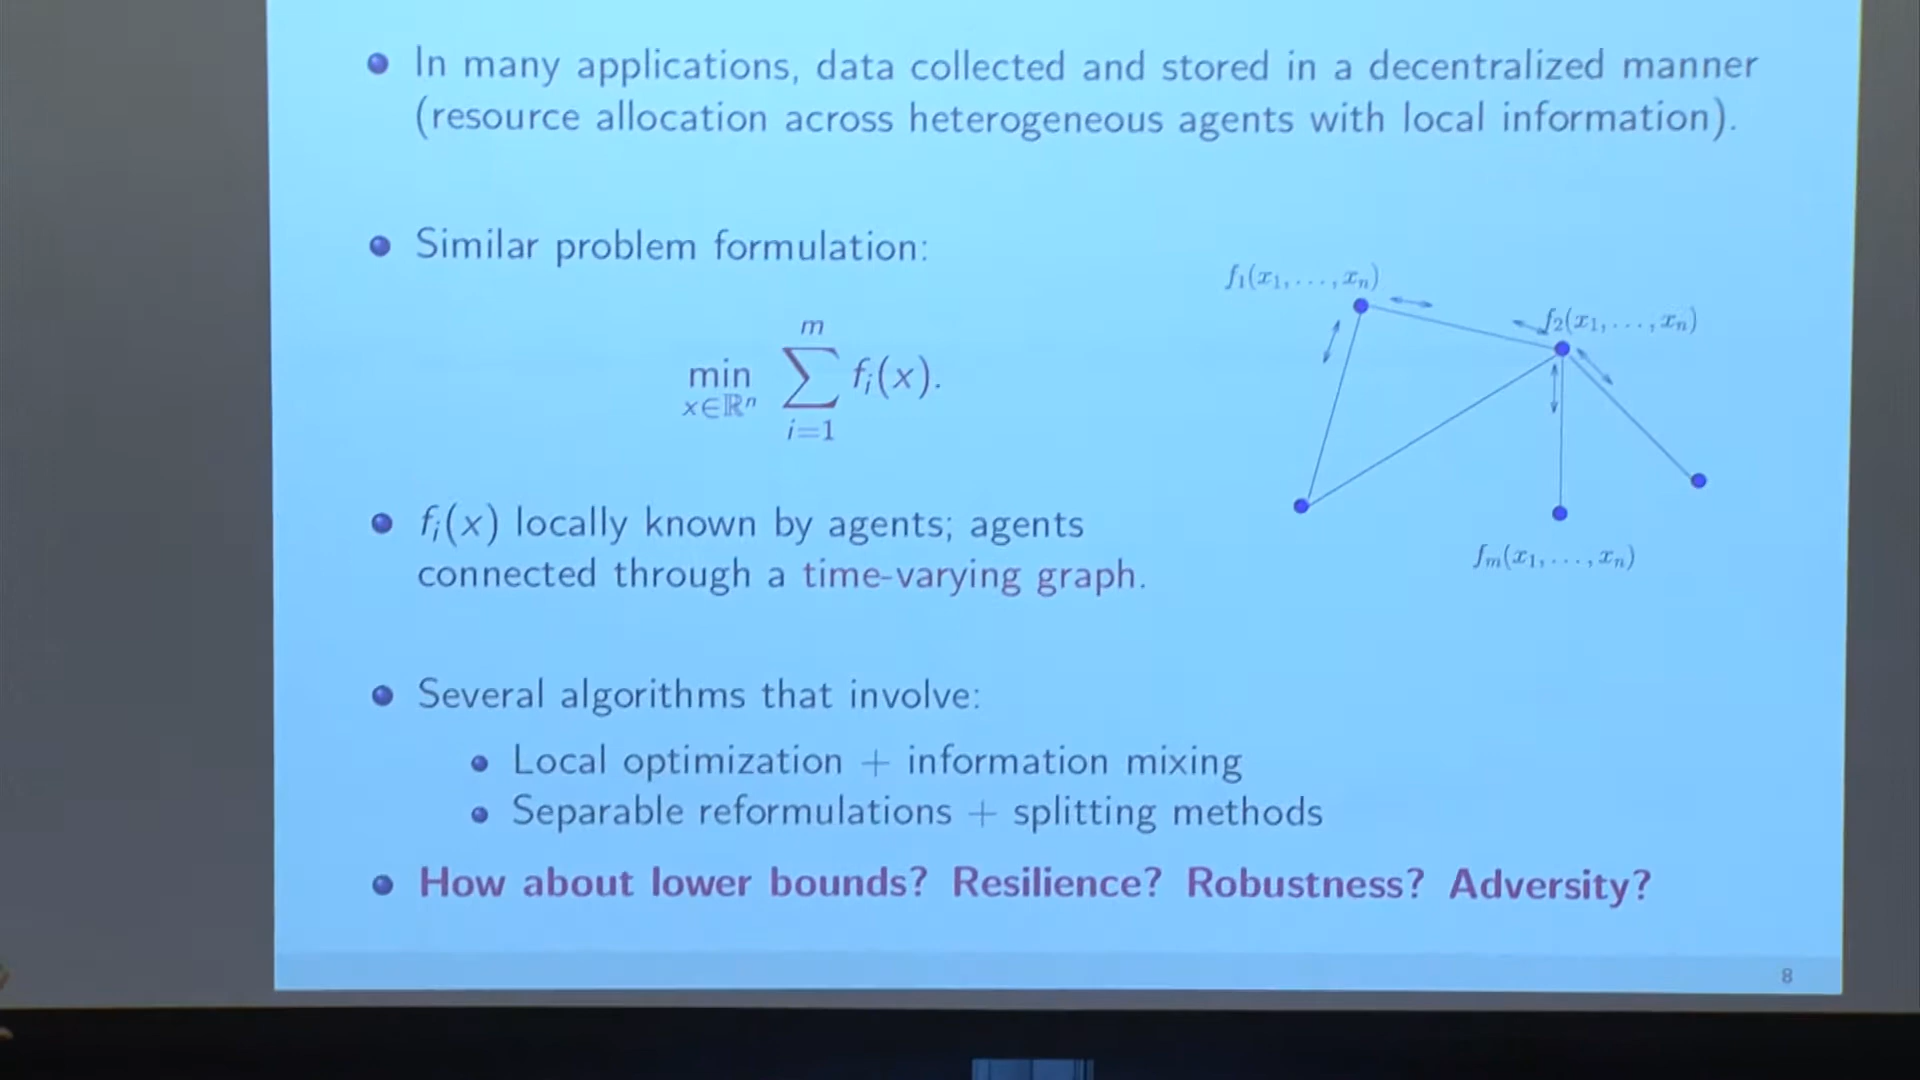 In many applications, data collected and stored in a decentralized manner
(resource allocation across heterogeneous agents with local information).
Similar problem formulation:
f₁(x₁, . . . , xₙ)
f₂(x₁, . . . , xₙ)
min_{x∈ℝⁿ} ∑_{i=1}^{m} fᵢ(x).
fᵢ(x) locally known by agents; agents
connected through a time-varying graph.
fₘ(x₁, . . . , xₙ)
Several algorithms that involve:
Local optimization + information mixing
Separable reformulations + splitting methods
How about lower bounds? Resilience? Robustness? Adversity?
8